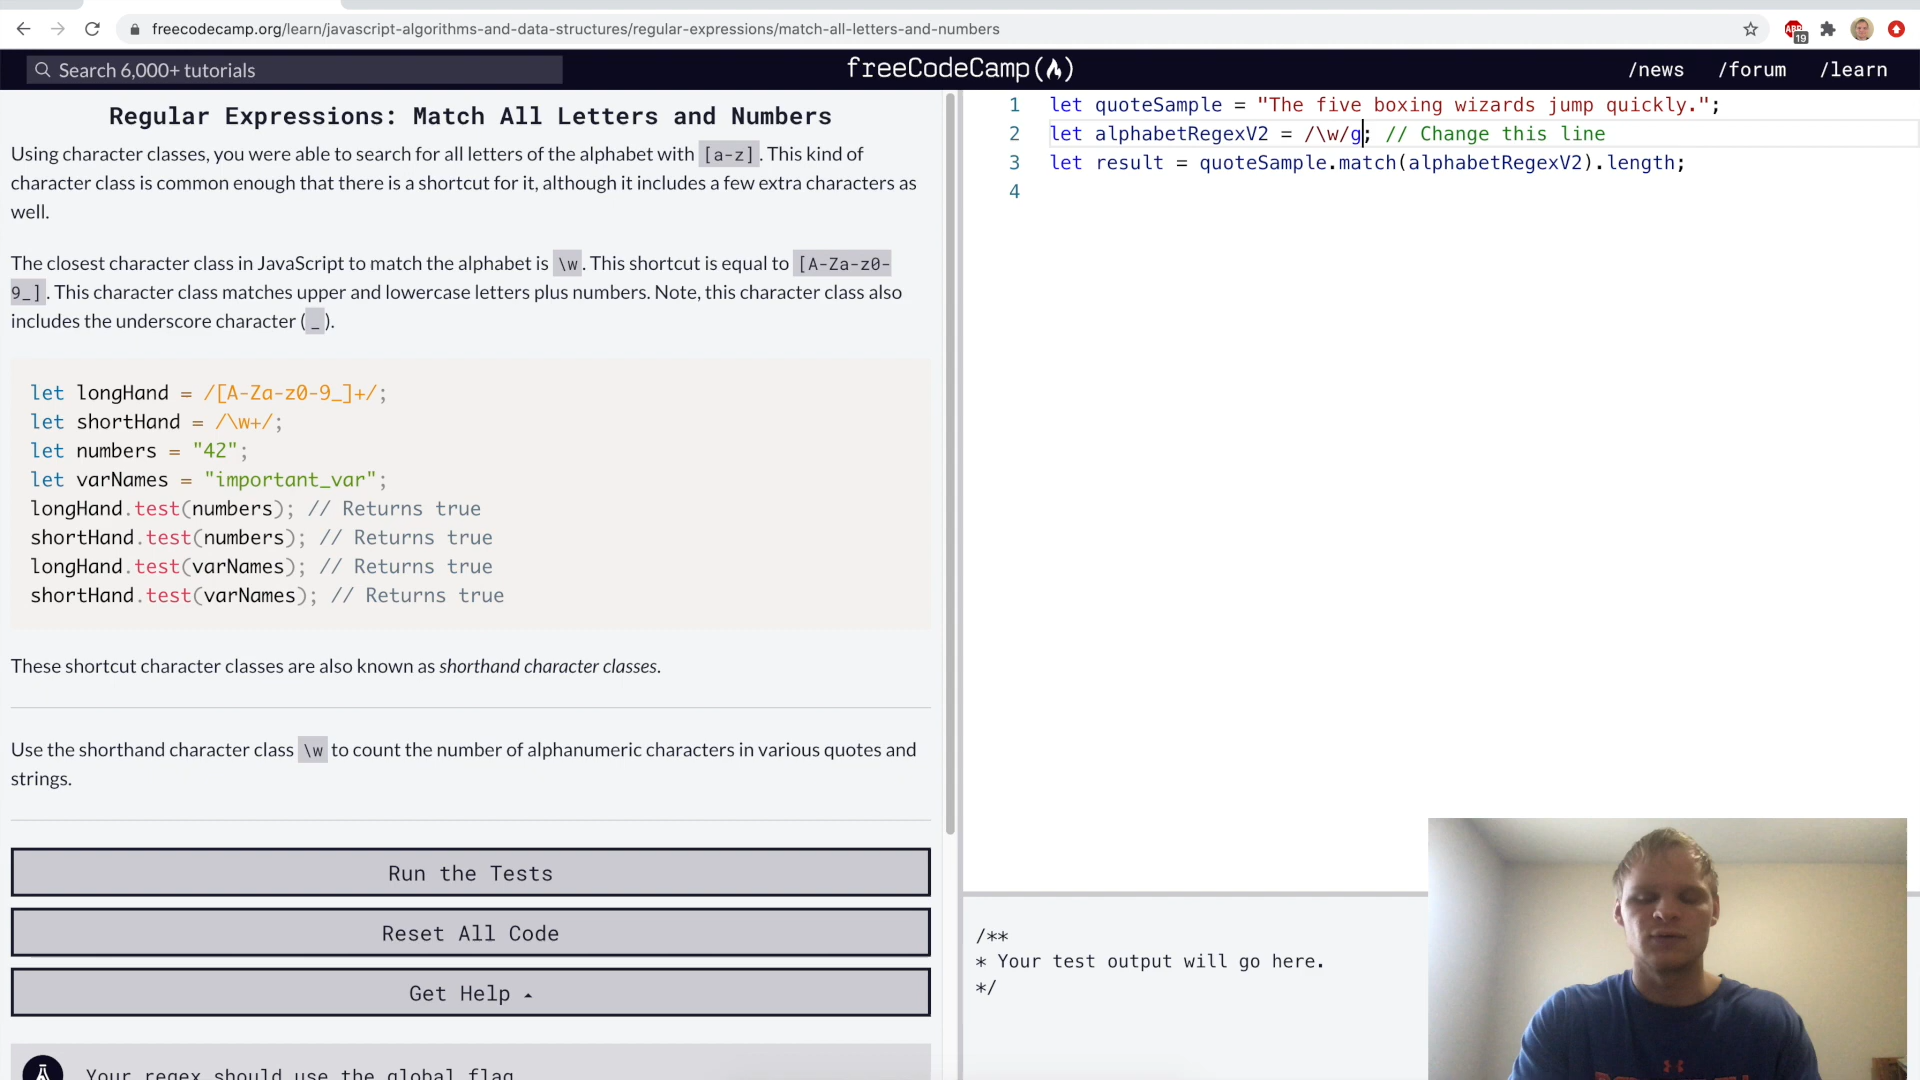 freecodecamp.org/learn/javascript-algorithms-and-data-structures/regular-expressions/match-all-letters-and-numbers
ABP
19
Search 6,000+ tutorials
freeCodeCamp(🔥)
/news /forum /learn
Regular Expressions: Match All Letters and Numbers
Using character classes, you were able to search for all letters of the alphabet with [a-z]. This kind of
character class is common enough that there is a shortcut for it, although it includes a few extra characters as
well.
The closest character class in JavaScript to match the alphabet is \w. This shortcut is equal to [A-Za-z0-
9_]. This character class matches upper and lowercase letters plus numbers. Note, this character class also
includes the underscore character (_).
let longHand = /[A-Za-z0-9_]+/;
let shortHand = /\w+/;
let numbers = "42";
let varNames = "important_var";
longHand.test(numbers); // Returns true
shortHand.test(numbers); // Returns true
longHand.test(varNames); // Returns true
shortHand.test(varNames); // Returns true
These shortcut character classes are also known as shorthand character classes.
Use the shorthand character class \w to count the number of alphanumeric characters in various quotes and
strings.
Run the Tests
Reset All Code
Get Help
Your regex should use the global flag
1 let quoteSample = "The five boxing wizards jump quickly.";
2 let alphabetRegexV2 = /\w/g; // Change this line
3 let result = quoteSample.match(alphabetRegexV2).length;
4
/**
* Your test output will go here.
*/